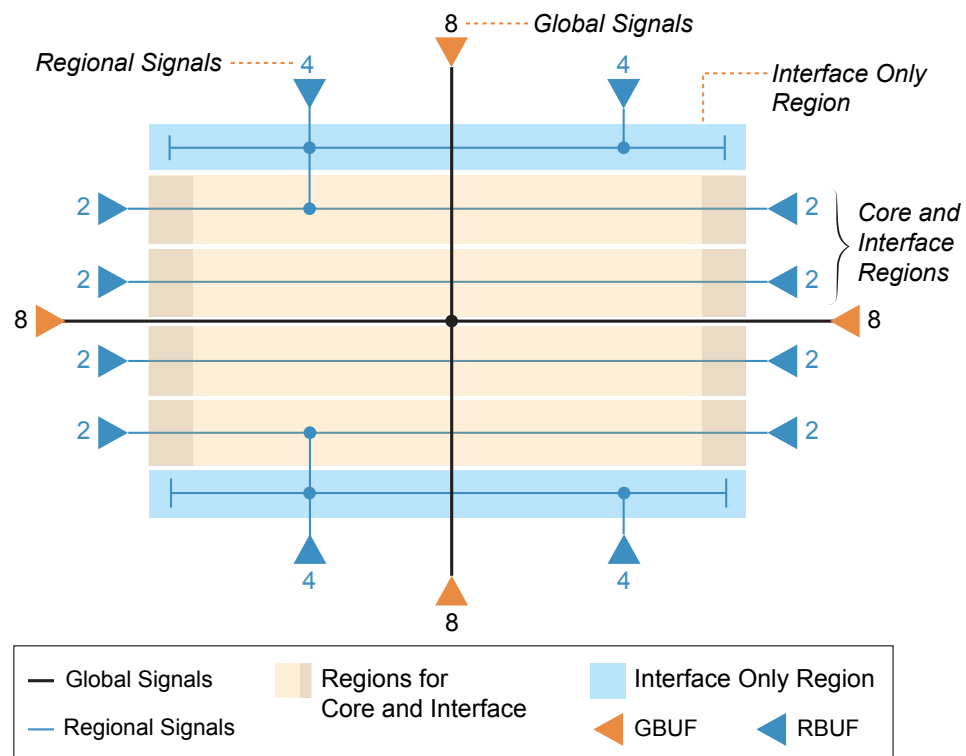 8
Global Signals
Regional Signals
4
4
Interface Only
Region
2
2
Core and
Interface
Regions
2
2
8
8
2
2
2
2
4
4
8
Global Signals
Regions for
Core and Interface
Interface Only Region
Regional Signals
GBUF
RBUF